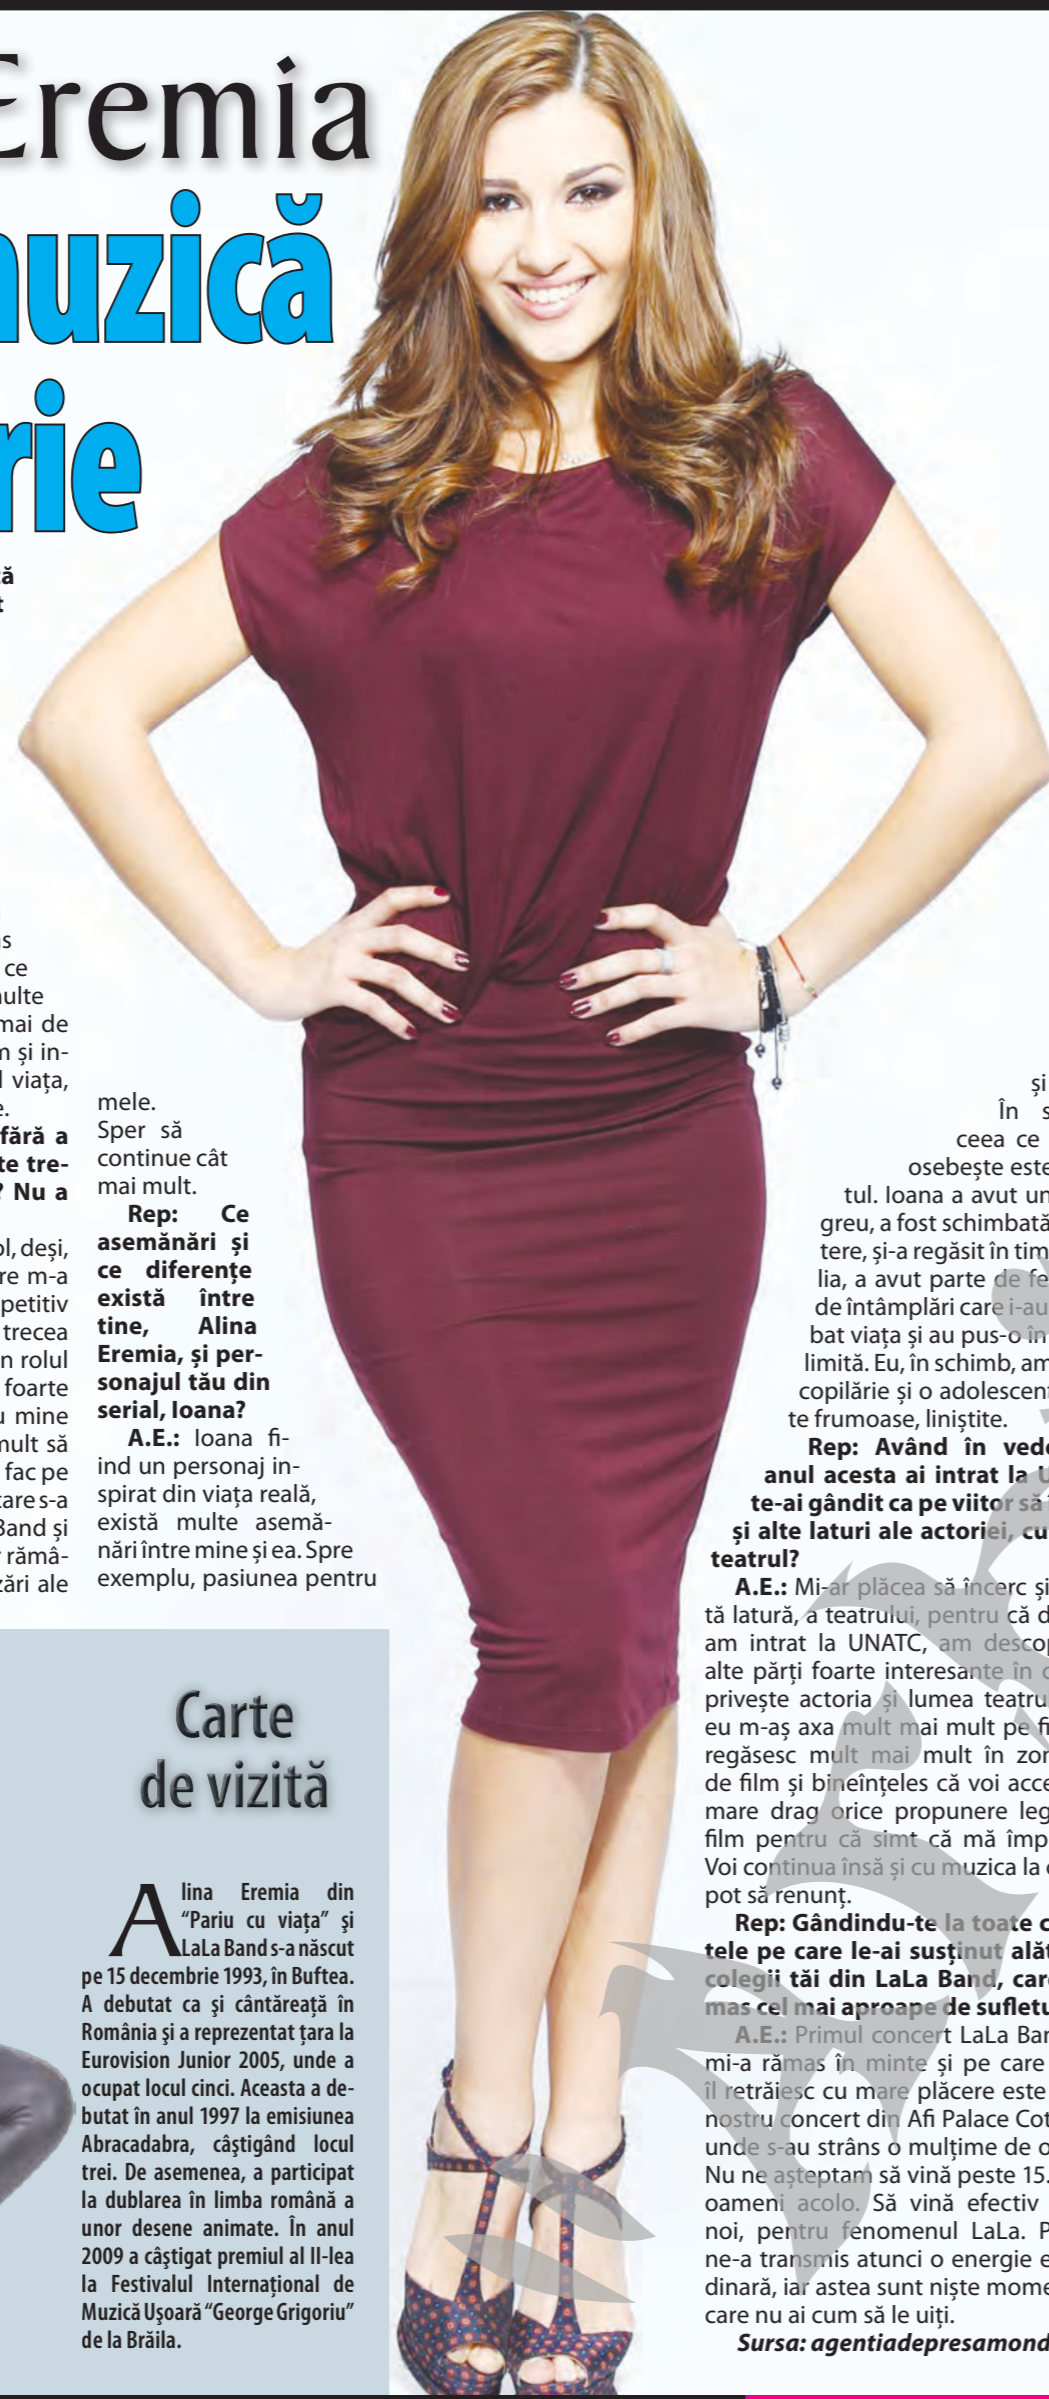 Eremia
uzică
rie
ă
t
s
ce
ulte
mai de
m și in-
viața,
e.
fără a
te tre-
? Nu a
ol, deși,
re m-a
petitiv
trecea
n rolul
foarte
u mine
mult să
fac pe
care s-a
Band și
r rămâ-
zări ale
mele.
Sper să
continue cât
mai mult.
Rep: Ce
asemănări și
ce diferențe
există între
tine, Alina
Eremia, și per-
sonajul tău din
serial, Ioana?
A.E.: Ioana fi-
ind un personaj in-
spirat din viața reală,
există multe asemă-
nări între mine și ea. Spre
exemplu, pasiunea pentru
Carte
de vizită
Alina Eremia din
“Pariu cu viața” și
LaLa Band s-a născut
pe 15 decembrie 1993, în Buftea.
A debutat ca și cântăreață în
România și a reprezentat țara la
Eurovision Junior 2005, unde a
ocupat locul cinci. Aceasta a de-
butat în anul 1997 la emisiunea
Abracadabra, câștigând locul
trei. De asemenea, a participat
la dublarea în limba română a
unor desene animate. În anul
2009 a câștigat premiul al II-lea
la Festivalul Internațional de
Muzică Ușoară “George Grigoriu”
de la Brăila.
și
În s
ceea ce
osebește este
tul. Ioana a avut un
greu, a fost schimbată
tere, și-a regăsit în tim
lia, a avut parte de fe
de întâmplări care i-au
bat viața și au pus-o în
limită. Eu, în schimb, am
copilărie și o adolescen
te frumoase, liniștite.
Rep: Având în vede
anul acesta ai intrat la U
te-ai gândit ca pe viitor să
și alte laturi ale actoriei, cu
teatrul?
A.E.: Mi-ar plăcea să încerc și
tă latură, a teatrului, pentru că d
am intrat la UNATC, am descop
alte părți foarte interesante în c
privește actoria și lumea teatru
eu m-aș axa mult mai mult pe fi
regăsesc mult mai mult în zon
de film și bineînțeles că voi acce
mare drag orice propunere leg
film pentru că simt că mă împ
Voi continua însă și cu muzica la c
pot să renunț.
Rep: Gândindu-te la toate c
tele pe care le-ai susținut alăt
colegii tăi din LaLa Band, care
mas cel mai aproape de sufletu
A.E.: Primul concert LaLa Ban
mi-a rămas în minte și pe care
îl retrăiesc cu mare plăcere este
nostru concert din Afi Palace Cot
unde s-au strâns o mulțime de o
Nu ne așteptam să vină peste 15.
oameni acolo. Să vină efectiv
noi, pentru fenomenul LaLa. P
ne-a transmis atunci o energie e
dinară, iar astea sunt niște mome
care nu ai cum să le uiți.
Sursa: agentiadepresamond